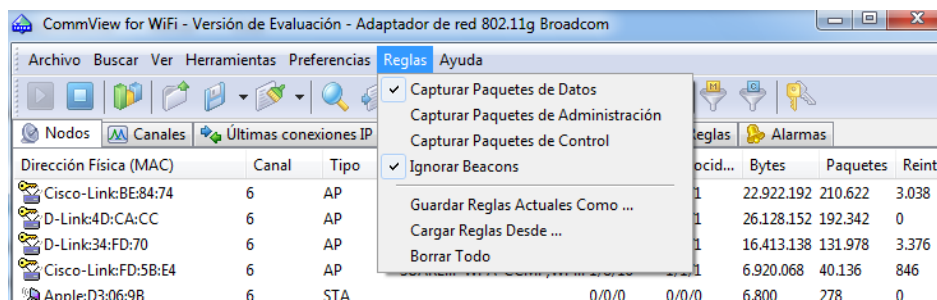 CommView for WiFi - Versión de Evaluación - Adaptador de red 802.11g Broadcom
Archivo Buscar Ver Herramientas Preferencias Reglas Ayuda
Capturar Paquetes de Datos
Capturar Paquetes de Administración
Capturar Paquetes de Control
Ignorar Beacons
Guardar Reglas Actuales Como ...
Cargar Reglas Desde ...
Borrar Todo
Nodos Canales Últimas conexiones IP Reglas Alarmas
Dirección Física (MAC) Canal Tipo ocid... Bytes Paquetes Reint
Cisco-Link:BE:84:74 6 AP 1 22.922.192 210.622 3.038
D-Link:4D:CA:CC 6 AP 1 26.128.152 192.342 0
D-Link:34:FD:70 6 AP 1 16.413.138 131.978 3.376
Cisco-Link:FD:5B:E4 6 AP 1/1/1 6.920.068 40.136 846
Apple:D3:06:9B 6 STA 0/0/0 0/0/0 6.800 278 0